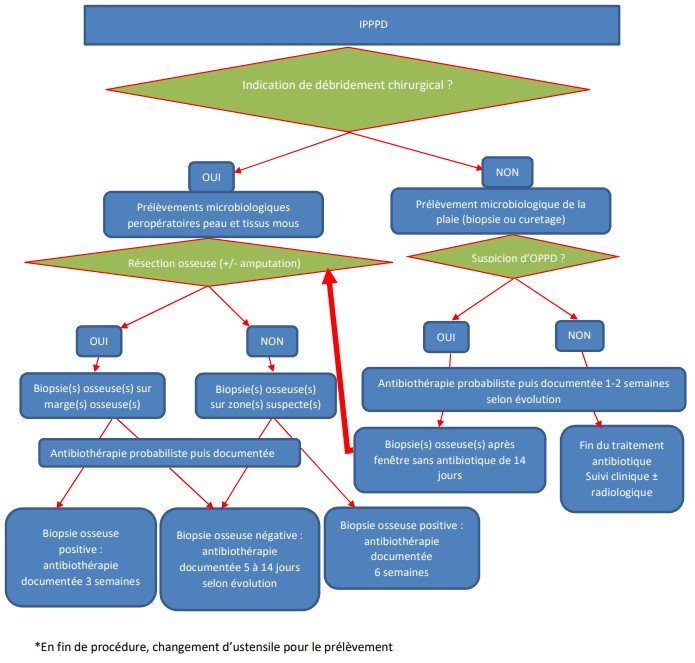 IPPPD
Indication de débridement chirurgical ?
OUI
NON
Prélèvements microbiologiques
peropératoires peau et tissus mous
Prélèvement microbiologique de la
plaie (biopsie ou curetage)
Résection osseuse (+/- amputation)
Suspicion d'OPPD ?
OUI
NON
OUI
NON
Biopsie(s) osseuse(s) sur
marge(s) osseuse(s)
Biopsie(s) osseuse(s)
sur zone(s) suspecte(s)
Antibiothérapie probabiliste puis documentée 1-2 semaines
selon évolution
Antibiothérapie probabiliste puis documentée
Biopsie(s) osseuse(s) après
fenêtre sans antibiotique de 14
jours
Fin du traitement
antibiotique
Suivi clinique ±
radiologique
Biopsie osseuse
positive :
antibiothérapie
documentée 3 semaines
Biopsie osseuse négative :
antibiothérapie
documentée 5 à 14 jours
selon évolution
Biopsie osseuse positive :
antibiothérapie
documentée
6 semaines
*En fin de procédure, changement d'ustensile pour le prélèvement